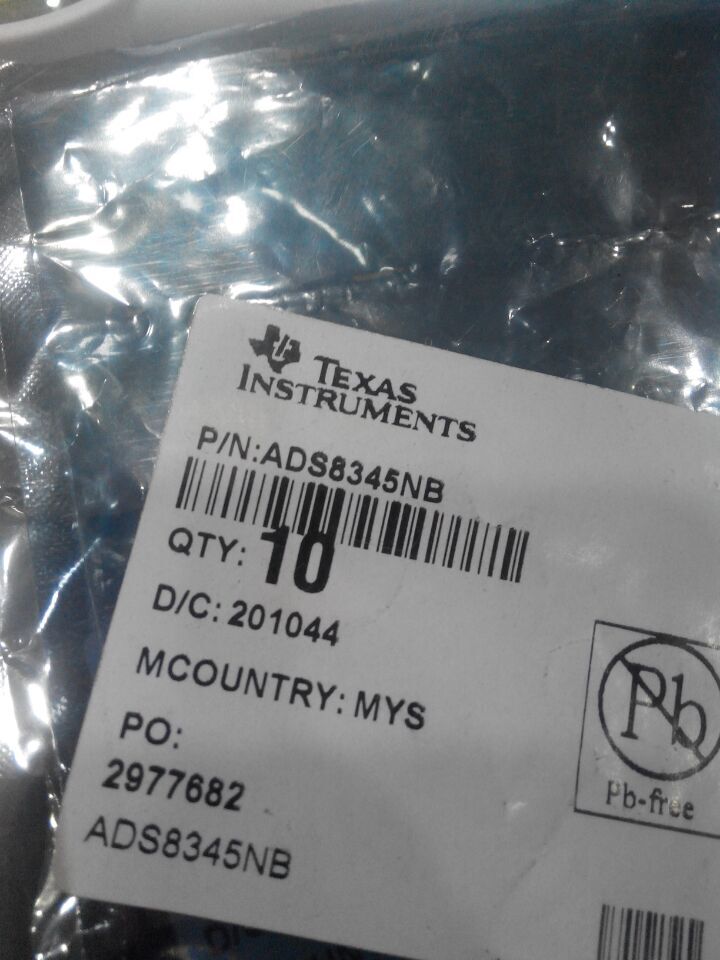 TEXAS
INSTRUMENTS
P/N:ADS8345NB
QTY: 10
D/C: 201044
MCOUNTRY: MYS
PO:
2977682
ADS8345NB
Pb
Pb-free